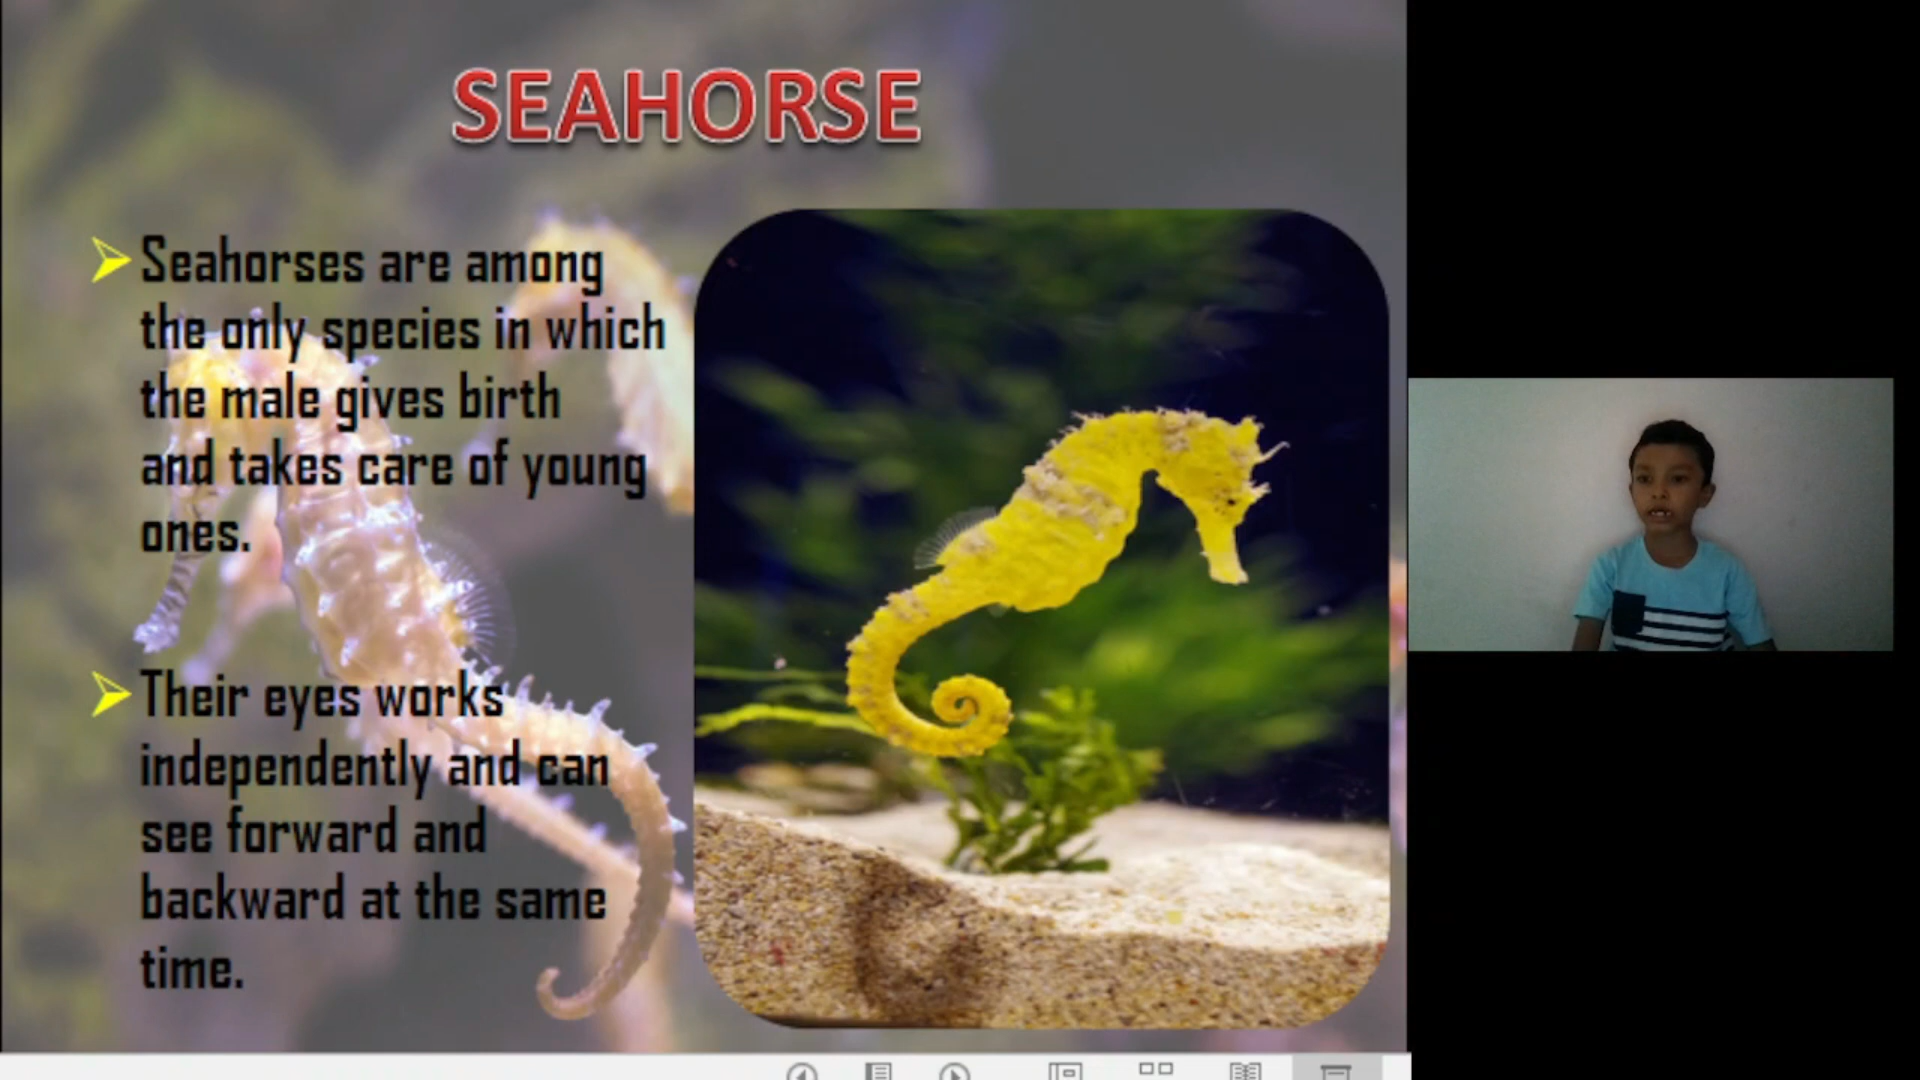 SEAHORSE
Seahorses are among
the only species in which
the male gives birth
and takes care of young
ones.
Their eyes works
independently and can
see forward and
backward at the same
time.